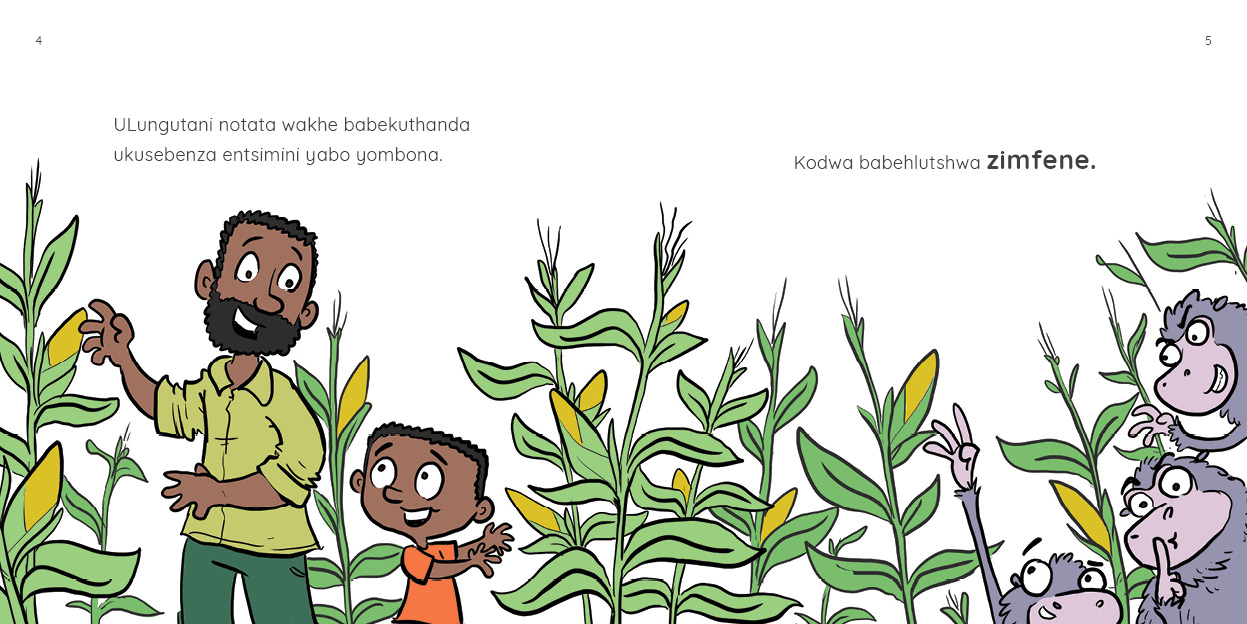 4
ULungutani notata wakhe babekuthanda
ukusebenza entsimini yabo yombona.
5
Kodwa babehlutshwa zimfene.